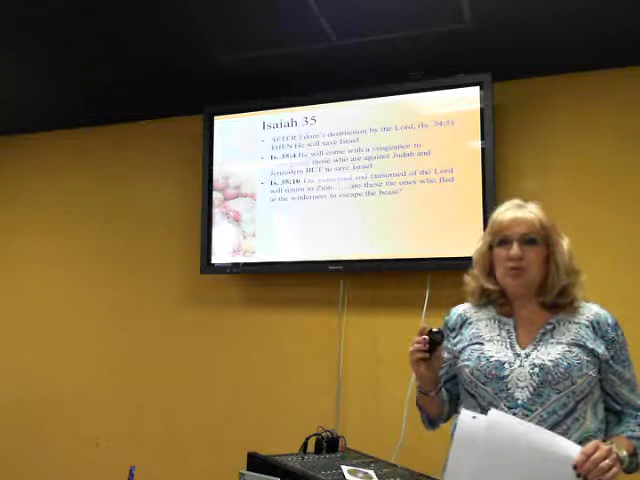 Isaiah 35
• AFTER Edom's destruction by the Lord, (Is. 34:5)
THEN He will save Israel
• Is. 35:4 He will come with a vengeance to
those who are against Judah and
Jerusalem BUT to save Israel
• Is. 35:10 The redeemed and ransomed of the Lord
will return to Zion are these the ones who fled
to the wilderness to escape the beast?